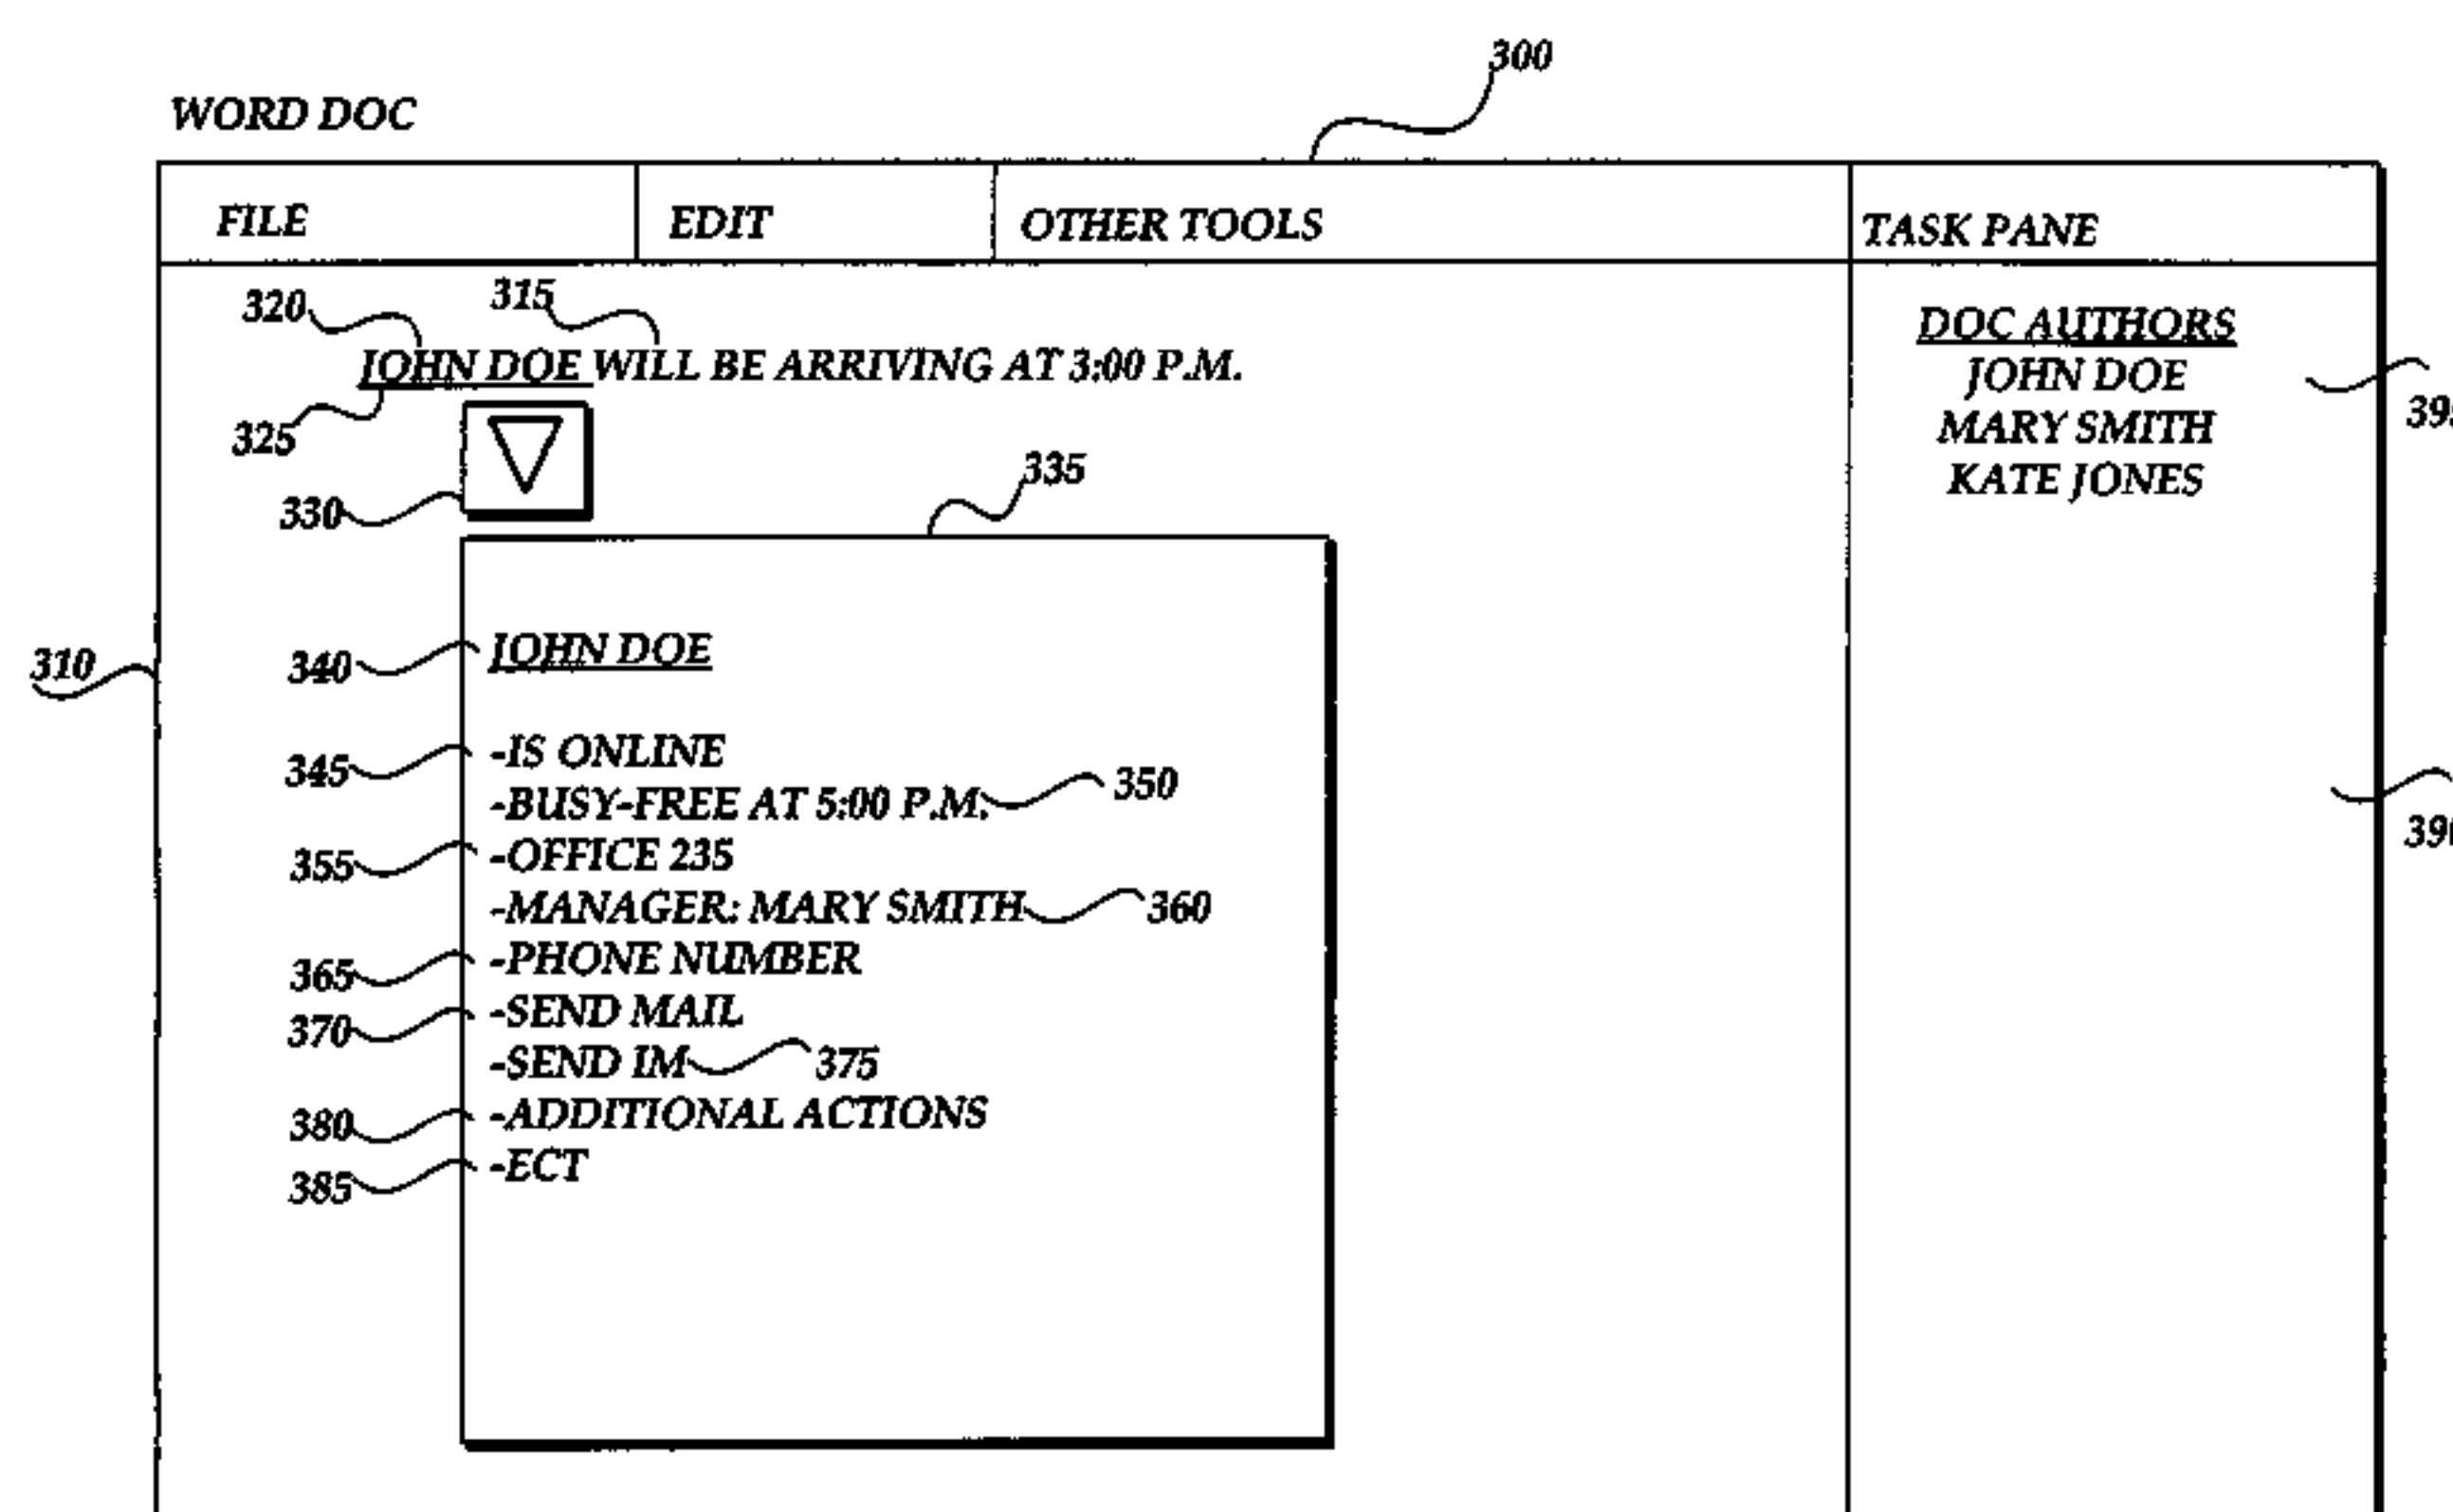 300
WORD DOC
FILE EDIT OTHER TOOLS TASK PANE
320 315
JOHN DOE WILL BE ARRIVING AT 3:00 P.M.
325
330
335
DOC AUTHORS
JOHN DOE
MARY SMITH
KATE JONES
310
340 JOHN DOE
345 -IS ONLINE
-BUSY-FREE AT 5:00 P.M. 350
355 -OFFICE 235
-MANAGER: MARY SMITH 360
365 -PHONE NUMBER
370 -SEND MAIL
-SEND IM 375
380 -ADDITIONAL ACTIONS
385 -ECT